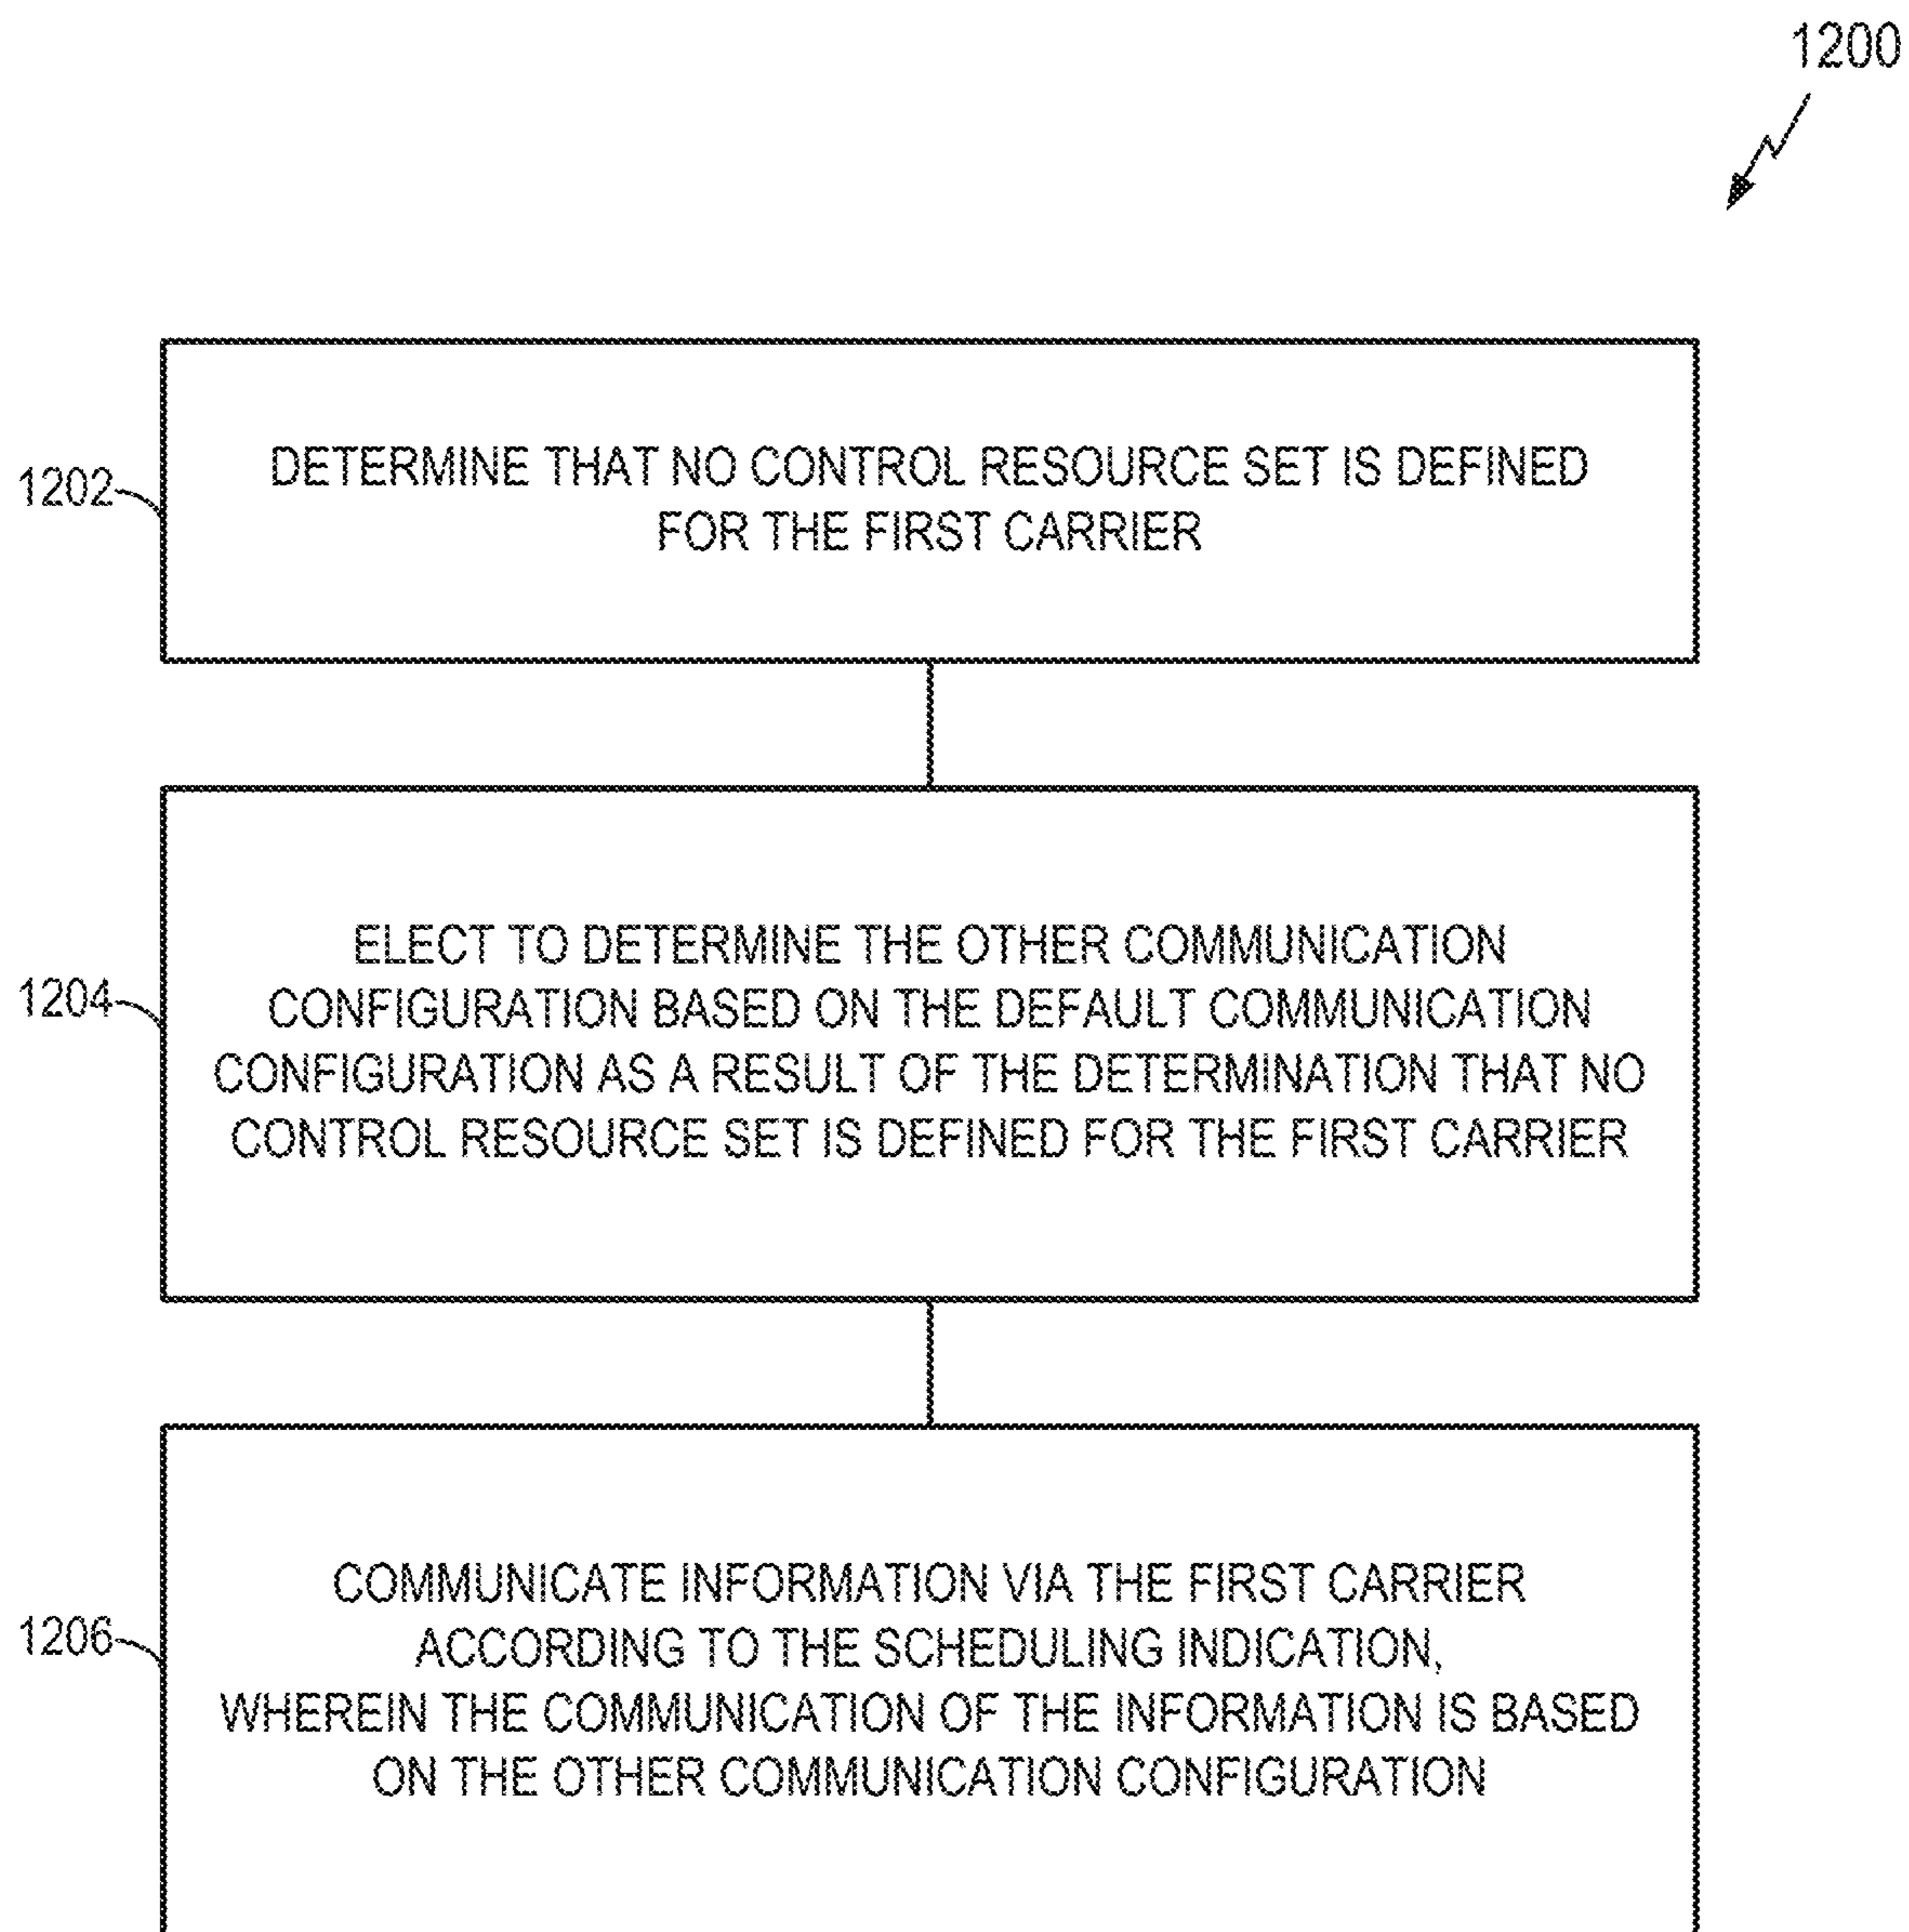 1200
1202
DETERMINE THAT NO CONTROL RESOURCE SET IS DEFINED
FOR THE FIRST CARRIER
1204
ELECT TO DETERMINE THE OTHER COMMUNICATION
CONFIGURATION BASED ON THE DEFAULT COMMUNICATION
CONFIGURATION AS A RESULT OF THE DETERMINATION THAT NO
CONTROL RESOURCE SET IS DEFINED FOR THE FIRST CARRIER
1206
COMMUNICATE INFORMATION VIA THE FIRST CARRIER
ACCORDING TO THE SCHEDULING INDICATION,
WHEREIN THE COMMUNICATION OF THE INFORMATION IS BASED
ON THE OTHER COMMUNICATION CONFIGURATION